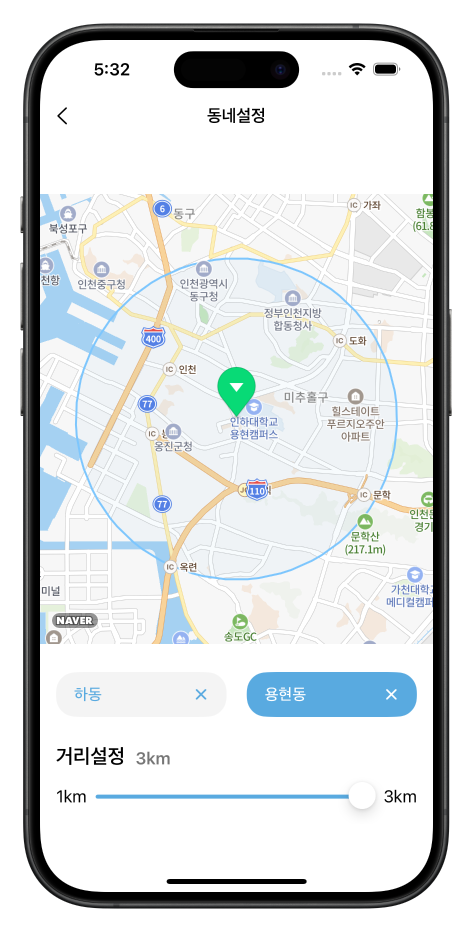 5:32
동네설정
6
동구
IC 가좌
북성포구
함봉
(61.8
천항
인천중구청
인천광역시
동구청
정부인천지방
합동청사
400
IC 도화
IC 인천
77
미추홀구
힐스테이트
푸르지오주안
아파트
인하대학교
용현캠퍼스
IC
옹진군청
110
IC 문학
77
인천문
경기
문학산
(217.1m)
IC 옥련
가천대학교
메디컬캠퍼
미널
NAVER
송도GC
하동
용현동
거리설정 3km
1km
3km